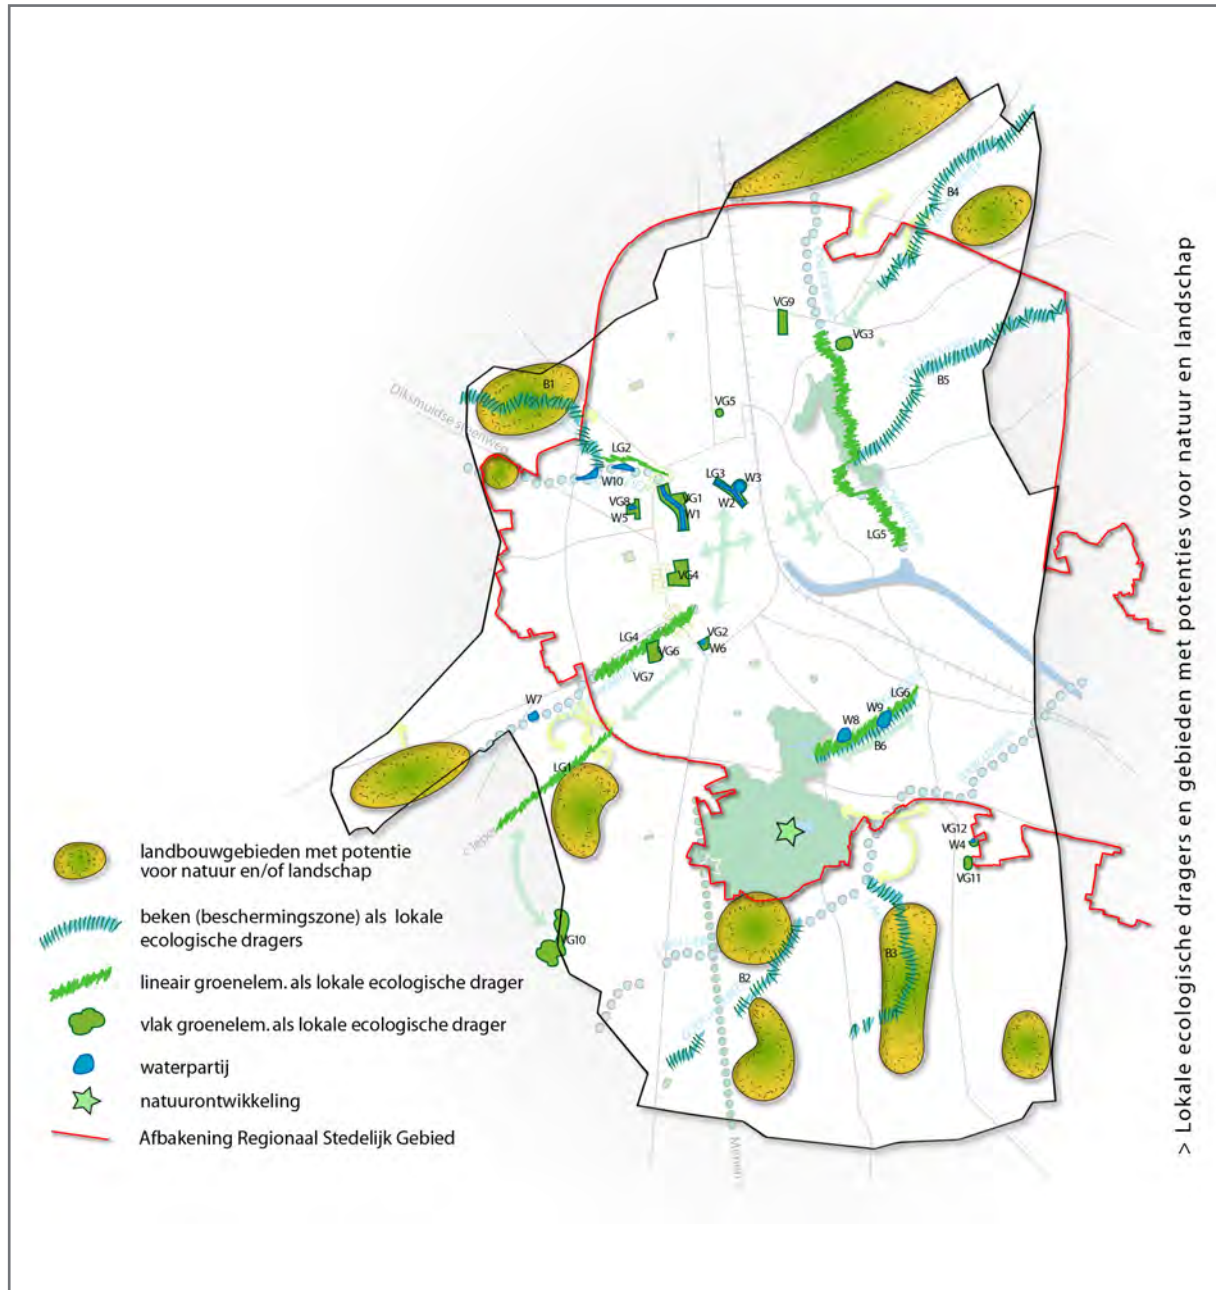 B4
VG9
VG3
B5
B1
Diksmuidse steenweg
VG5
LG2
W10
LG3
W3
VG8
VG1
W5
W1
W2
LG5
VG4
LG4
VG2
W6
VG6
VG7
LG6
W7
W9
W8
B6
LG1
VG12
W4
VG11
VG10
B3
B2
landbouwgebieden met potentie
voor natuur en/of landschap
beken (beschermingszone) als lokale
ecologische dragers
lineair groenelem. als lokale ecologische drager
vlak groenelem. als lokale ecologische drager
waterpartij
natuurontwikkeling
Afbakening Regionaal Stedelijk Gebied
> Lokale ecologische dragers en gebieden met potenties voor natuur en landschap